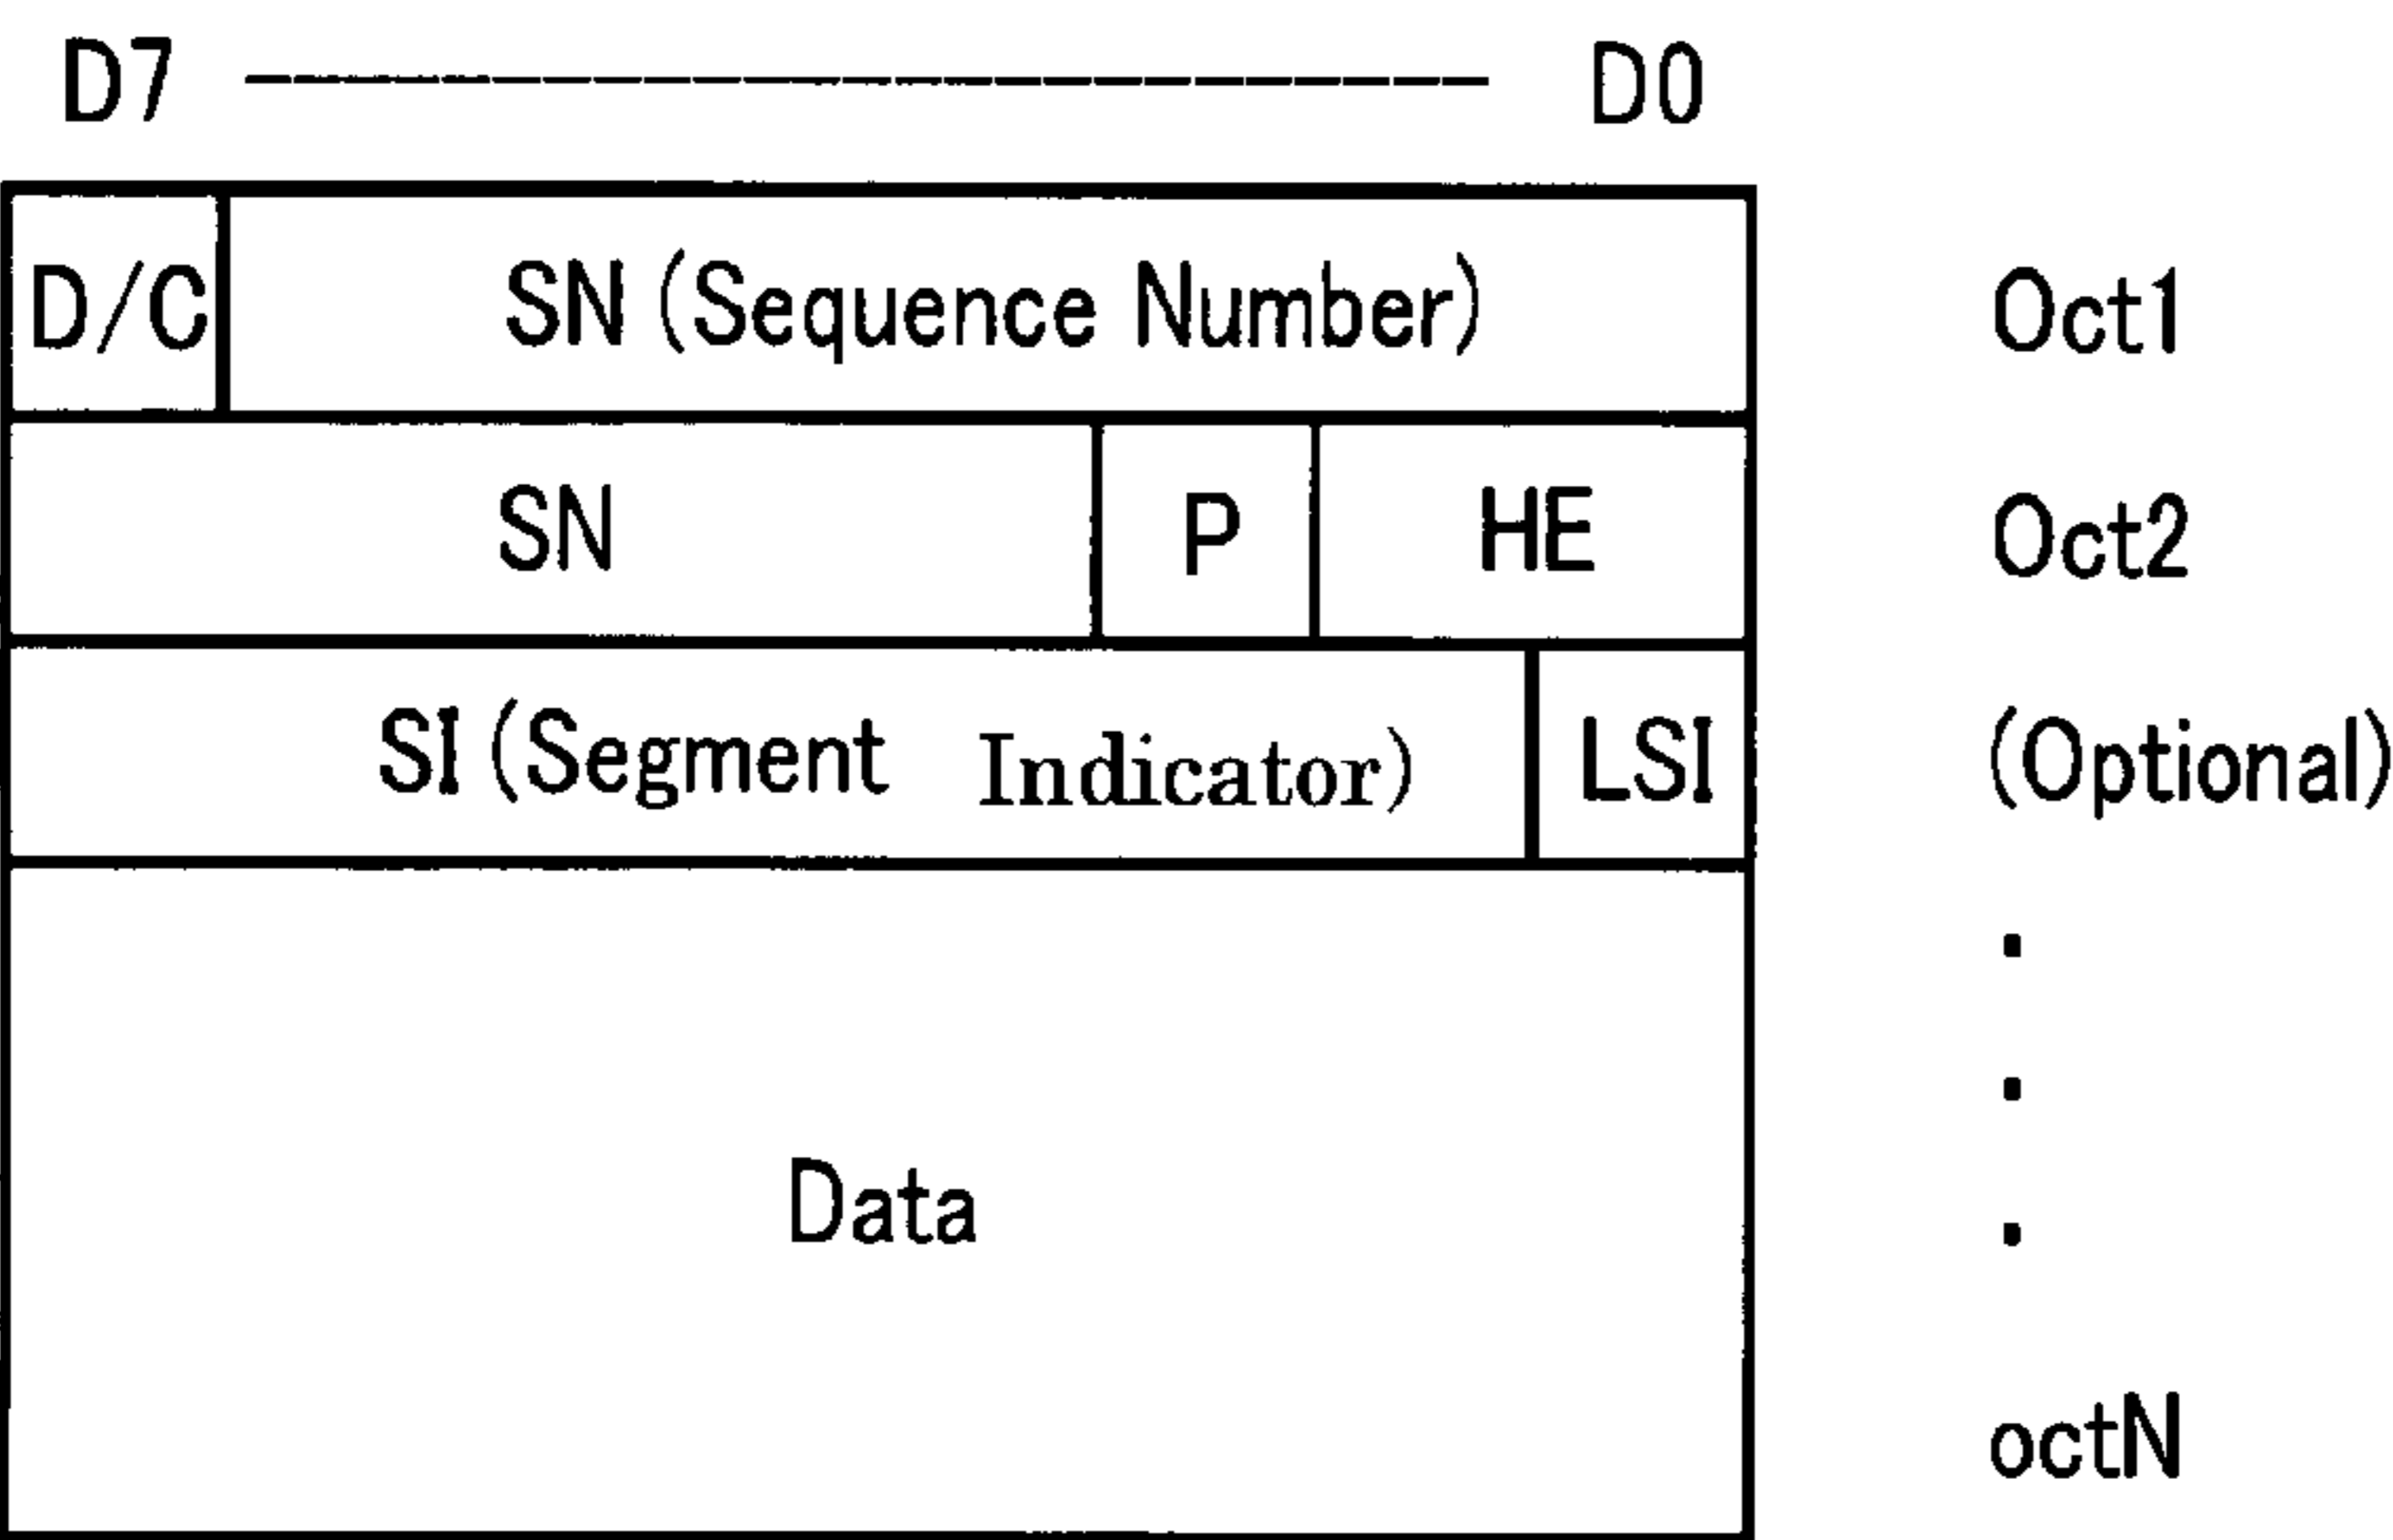 D7 D0
D/C SN (Sequence Number) Oct1
SN P HE Oct2
SI (Segment Indicator) LSI (Optional)
Data
octN